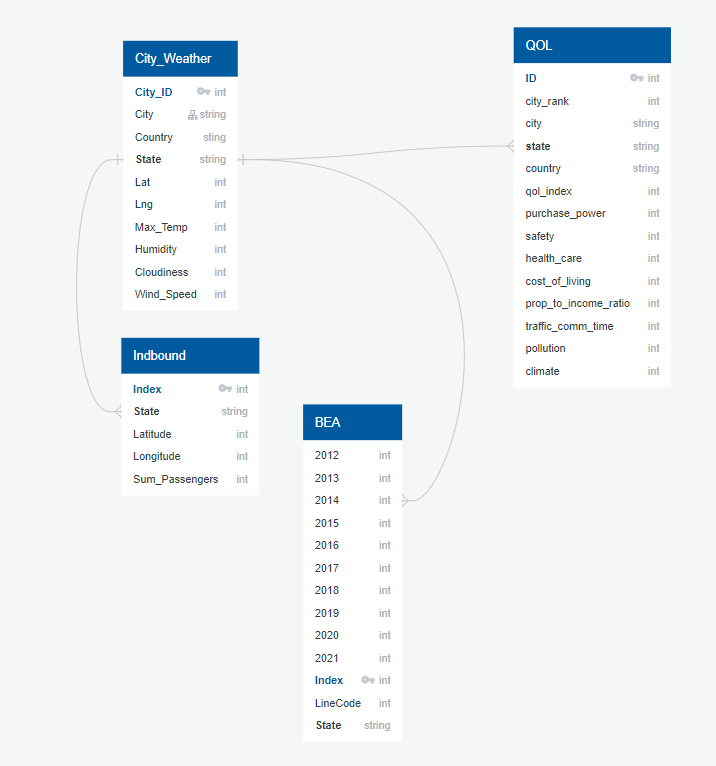 City_Weather
City_ID int
City string
Country sting
State string
Lat int
Lng int
Max_Temp int
Humidity int
Cloudiness int
Wind_Speed int
QOL
ID int
city_rank int
city string
state string
country string
qol_index int
purchase_power int
safety int
health_care int
cost_of_living int
prop_to_income_ratio int
traffic_comm_time int
pollution int
climate int
Indbound
Index int
State string
Latitude int
Longitude int
Sum_Passengers int
BEA
2012 int
2013 int
2014 int
2015 int
2016 int
2017 int
2018 int
2019 int
2020 int
2021 int
Index int
LineCode int
State string